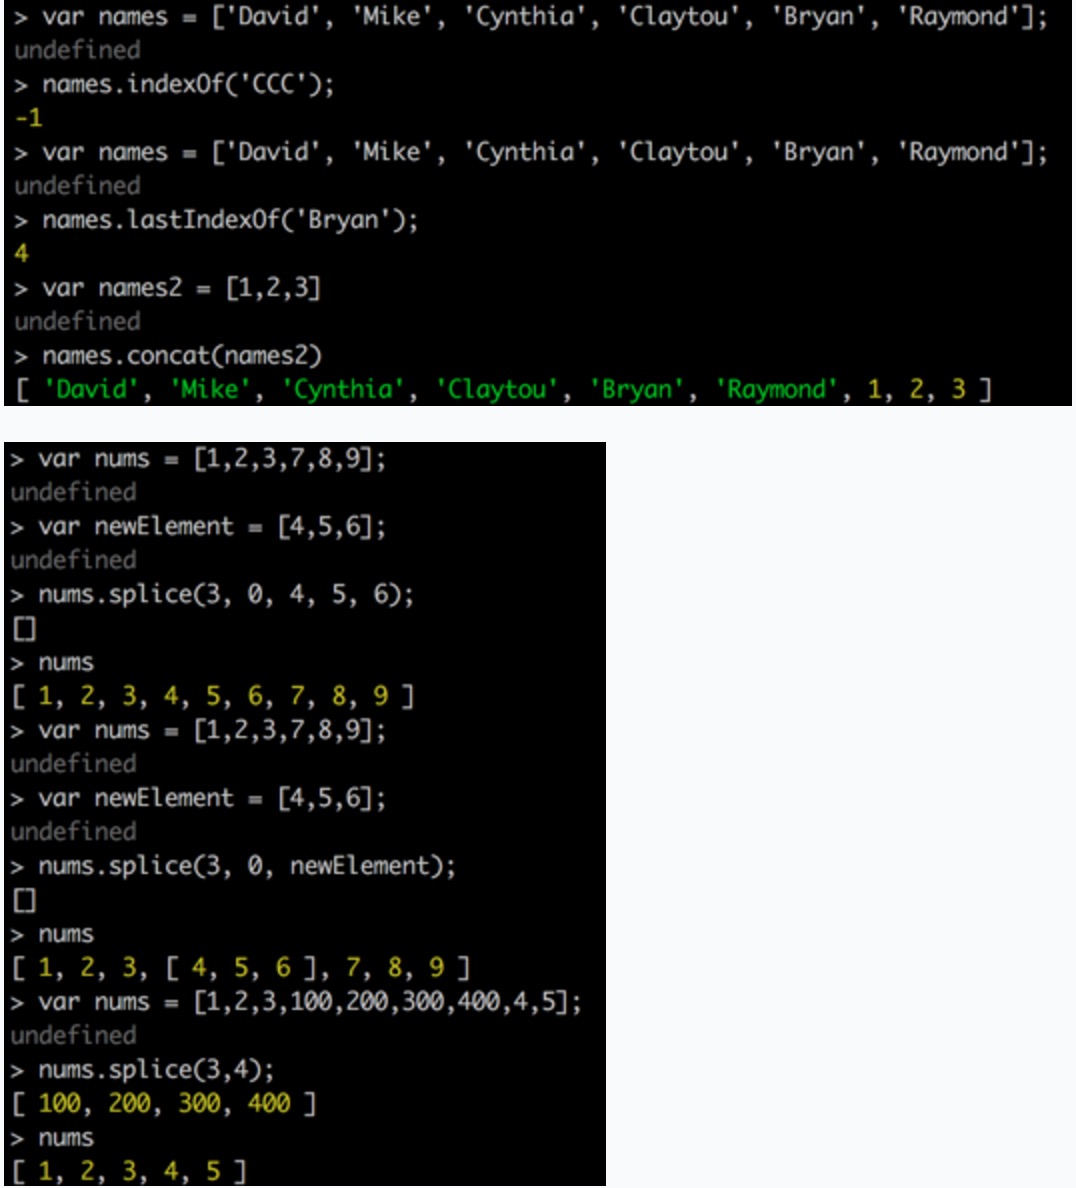 > var names = ['David', 'Mike', 'Cynthia', 'Claytou', 'Bryan', 'Raymond'];
undefined
> names.indexOf('CCC');
-1
> var names = ['David', 'Mike', 'Cynthia', 'Claytou', 'Bryan', 'Raymond'];
undefined
> names.lastIndexOf('Bryan');
4
> var names2 = [1,2,3]
undefined
> names.concat(names2)
[ 'David', 'Mike', 'Cynthia', 'Claytou', 'Bryan', 'Raymond', 1, 2, 3 ]
> var nums = [1,2,3,7,8,9];
undefined
> var newElement = [4,5,6];
undefined
> nums.splice(3, 0, 4, 5, 6);
[]
> nums
[ 1, 2, 3, 4, 5, 6, 7, 8, 9 ]
> var nums = [1,2,3,7,8,9];
undefined
> var newElement = [4,5,6];
undefined
> nums.splice(3, 0, newElement);
[]
> nums
[ 1, 2, 3, [ 4, 5, 6 ], 7, 8, 9 ]
> var nums = [1,2,3,100,200,300,400,4,5];
undefined
> nums.splice(3,4);
[ 100, 200, 300, 400 ]
> nums
[ 1, 2, 3, 4, 5 ]